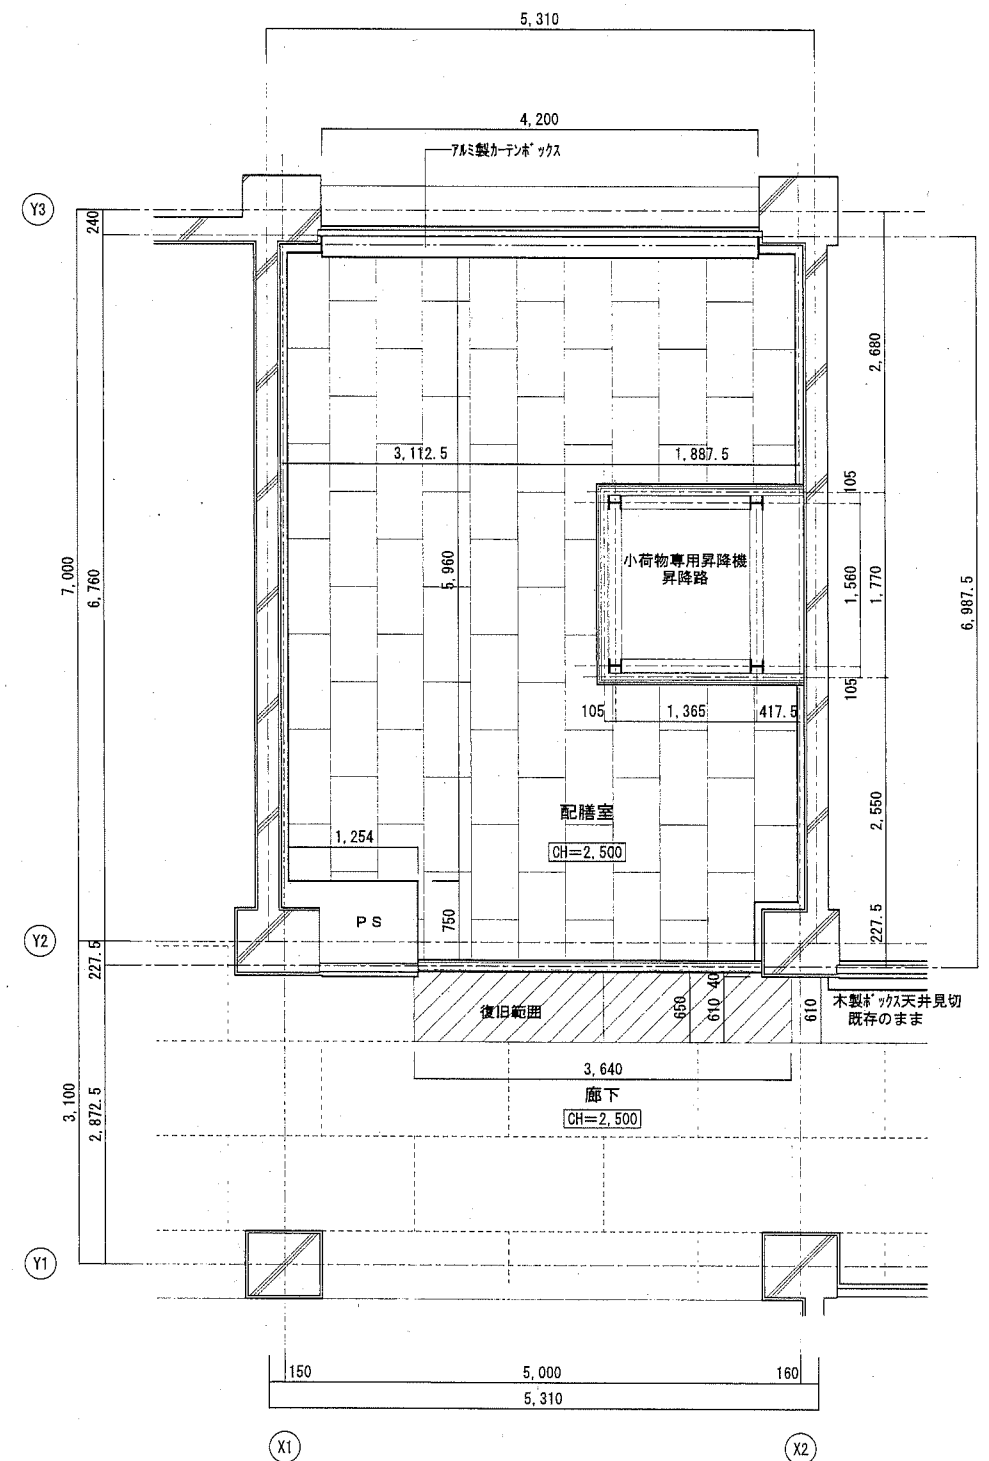 5,310
4,200
アルミ製カーテンボックス
Y3
240
2,680
3,112.5
1,887.5
105
小荷物専用昇降機
昇降路
5,960
7,000
6,760
1,560
1,770
6,987.5
105
105
1,365
417.5
2,550
配膳室
CH=2,500
1,254
PS
750
Y2
227.5
227.5
復旧範囲
650
610
40
610
木製ボックス天井見切
既存のまま
3,640
廊下
CH=2,500
3,100
2,872.5
Y1
150
5,000
160
5,310
X1
X2